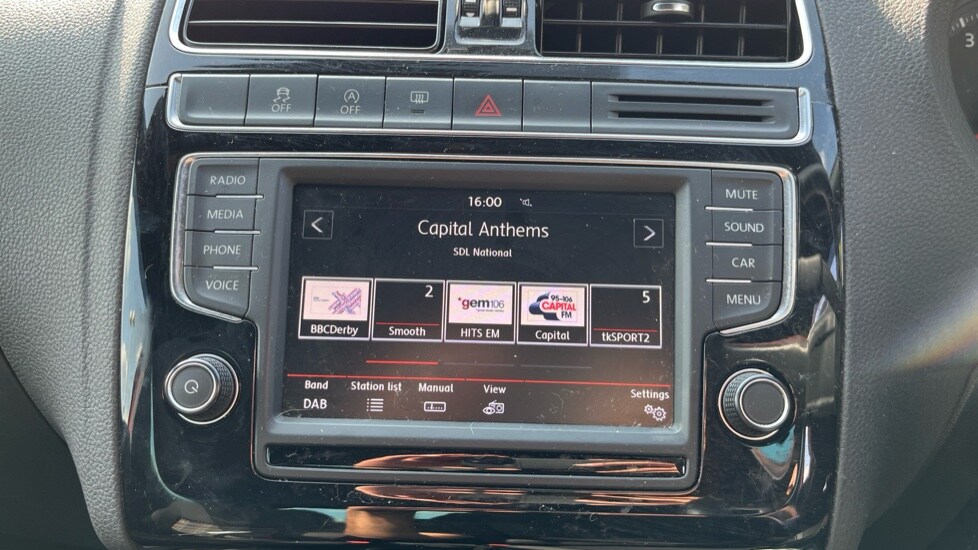 OFF
OFF
3
RADIO
MEDIA
PHONE
VOICE
16:00
Capital Anthems
SDL National
BBCDerby
2
Smooth
gem106
HITS EM
95-106
CAPITAL
FM
Capital
5
tkSPORT2
Band
DAB
Station list
Manual
View
Settings
MUTE
SOUND
CAR
MENU